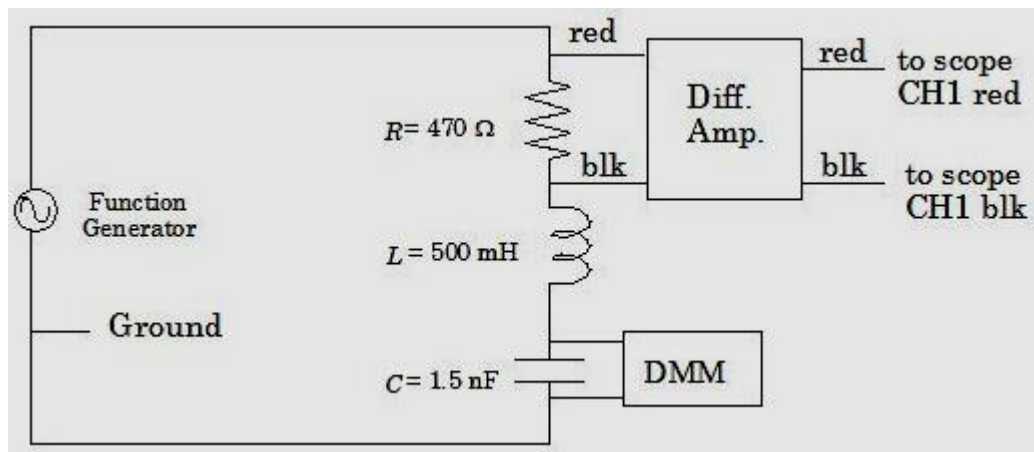 red
Diff.
Amp.
red
to scope
CH1 red
R= 470 Ω
blk
blk
to scope
CH1 blk
Function
Generator
L= 500 mH
Ground
C= 1.5 nF
DMM